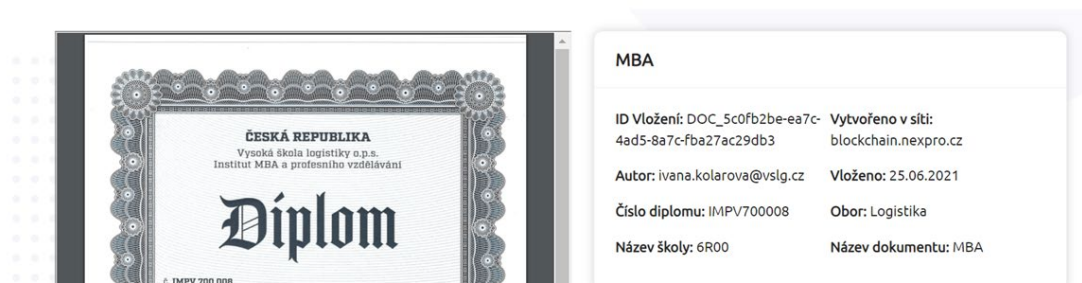 ČESKÁ REPUBLIKA
Vysoká škola logistiky o.p.s.
Institut MBA a profesního vzdělávání
Diplom
č. IMPV 700 008
MBA
ID Vložení: DOC_5c0fb2be-ea7c-
4ad5-8a7c-fba27ac29db3
Vytvořeno v síti:
blockchain.nexpro.cz
Autor: ivana.kolarova@vslg.cz
Vloženo: 25.06.2021
Číslo diplomu: IMPV700008
Obor: Logistika
Název školy: 6R00
Název dokumentu: MBA